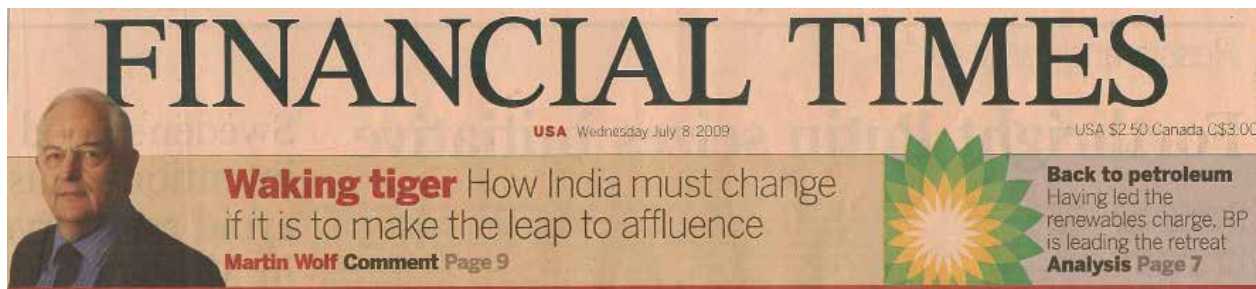 FINANCIAL TIMES
USA Wednesday July 8 2009
USA $2.50 Canada C$3.00
Waking tiger How India must change
if it is to make the leap to affluence
Martin Wolf Comment Page 9
Back to petroleum
Having led the
renewables charge, BP
is leading the retreat
Analysis Page 7